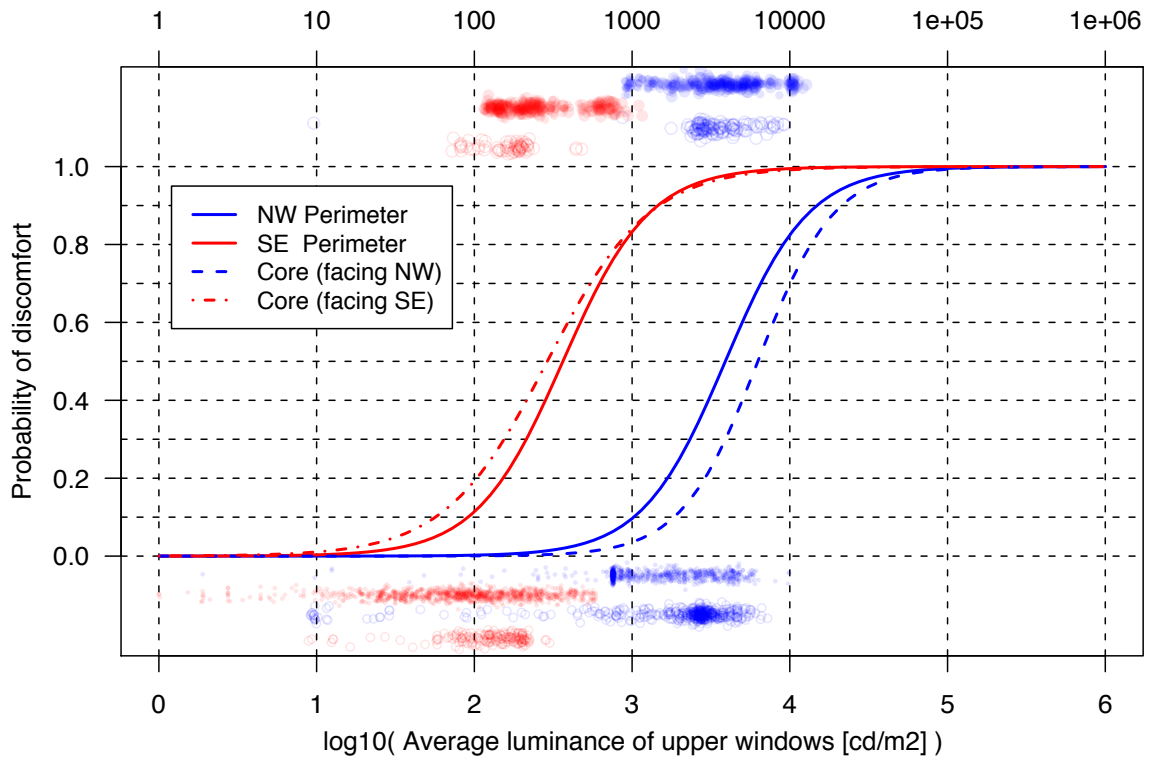 1 10 100 1000 10000 1e+05 1e+06
Probability of discomfort
1.0
0.8
0.6
0.4
0.2
0.0
NW Perimeter
SE Perimeter
Core (facing NW)
Core (facing SE)
0 1 2 3 4 5 6
log10( Average luminance of upper windows [cd/m2] )